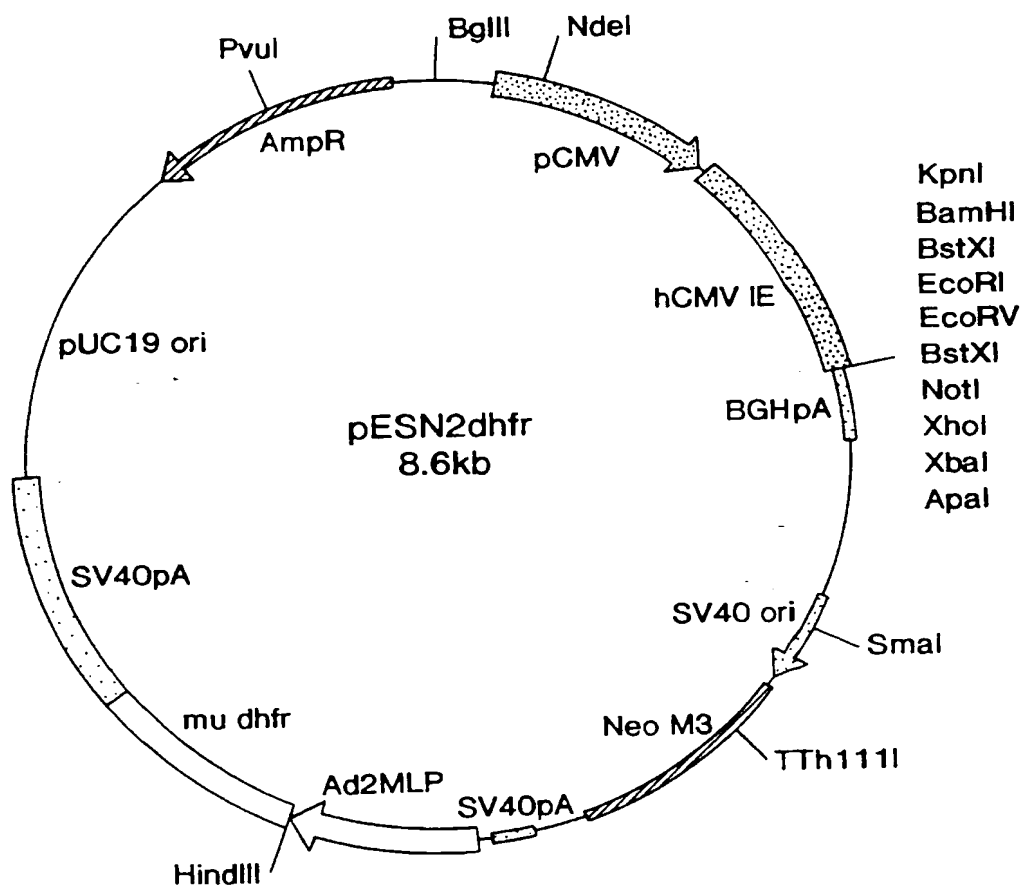 BglII
NdeI
PvuI
AmpR
pCMV
KpnI
BamHI
BstXI
EcoRI
EcoRV
BstXI
NotI
XhoI
XbaI
ApaI
hCMV IE
pUC19 ori
BGHpA
pESN2dhfr
8.6kb
SV40pA
SV40 ori
SmaI
mu dhfr
Neo M3
TTh111I
Ad2MLP
SV40pA
HindIII